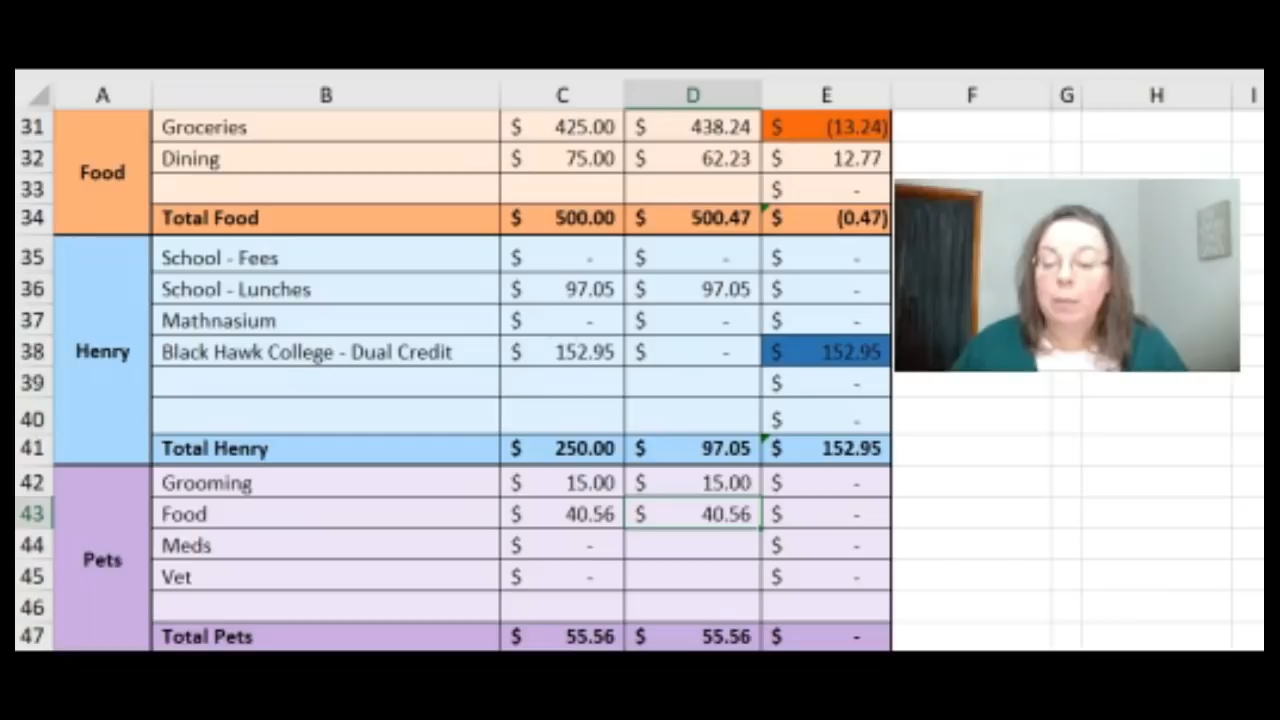 A B C D E F G H I
31 Groceries $ 425.00 $ 438.24 $ (13.24)
32 Dining $ 75.00 $ 62.23 $ 12.77
Food
33 $ -
34 Total Food $ 500.00 $ 500.47 $ (0.47)
35 School - Fees $ - $ - $ -
36 School - Lunches $ 97.05 $ 97.05 $ -
37 Mathnasium $ - $ - $ -
38 Henry Black Hawk College - Dual Credit $ 152.95 $ - $ 152.95
39 $ -
40 $ -
41 Total Henry $ 250.00 $ 97.05 $ 152.95
42 Grooming $ 15.00 $ 15.00 $ -
43 Food $ 40.56 $ 40.56 $ -
44 Meds $ - $ -
Pets
45 Vet $ - $ -
46
47 Total Pets $ 55.56 $ 55.56 $ -